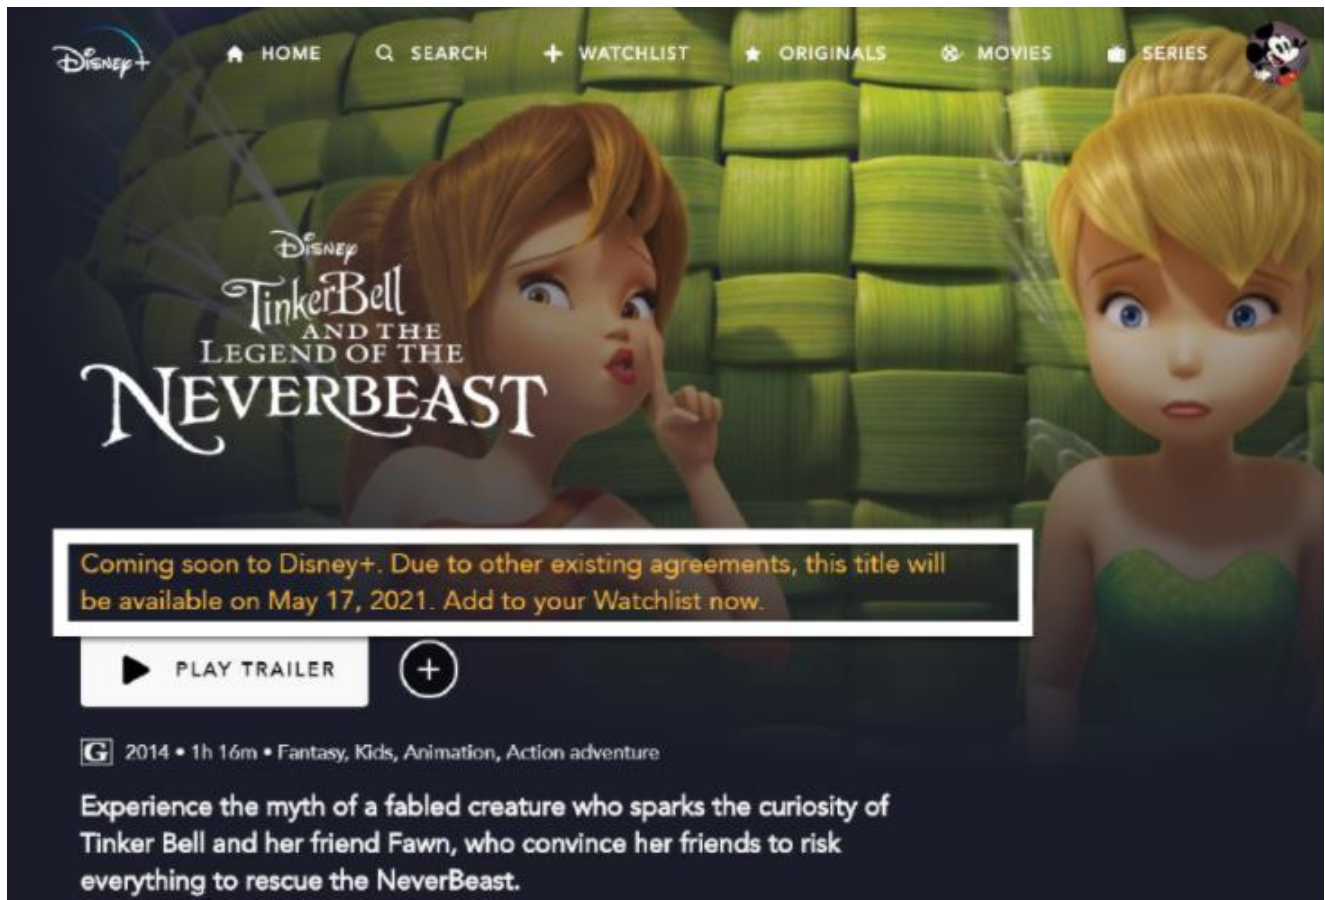 Disney+ HOME SEARCH WATCHLIST ORIGINALS MOVIES SERIES
Disney
TinkerBell
AND THE
LEGEND OF THE
NEVERBEAST
Coming soon to Disney+. Due to other existing agreements, this title will
be available on May 17, 2021. Add to your Watchlist now.
PLAY TRAILER
G 2014 • 1h 16m • Fantasy, Kids, Animation, Action adventure
Experience the myth of a fabled creature who sparks the curiosity of
Tinker Bell and her friend Fawn, who convince her friends to risk
everything to rescue the NeverBeast.